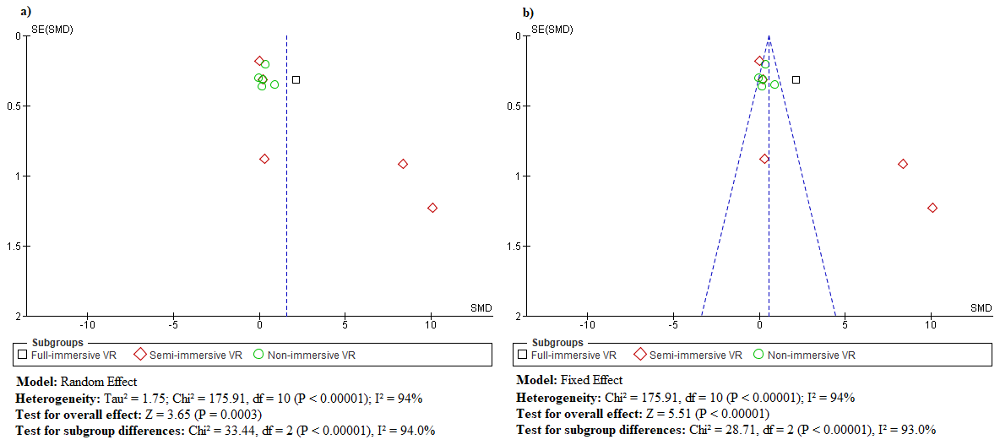 a)
SE(SMD)
0
0.5
1
1.5
2
-10
-5
0
5
10
SMD
Subgroups
Full-immersive VR
Semi-immersive VR
Non-immersive VR
Model: Random Effect
Heterogeneity: Tau² = 1.75; Chi² = 175.91, df = 10 (P < 0.00001); I² = 94%
Test for overall effect: Z = 3.65 (P = 0.0003)
Test for subgroup differences: Chi² = 33.44, df = 2 (P < 0.00001), I² = 94.0%
b)
SE(SMD)
0
0.5
1
1.5
2
-10
-5
0
5
10
SMD
Subgroups
Full-immersive VR
Semi-immersive VR
Non-immersive VR
Model: Fixed Effect
Heterogeneity: Chi² = 175.91, df = 10 (P < 0.00001); I² = 94%
Test for overall effect: Z = 5.51 (P < 0.00001)
Test for subgroup differences: Chi² = 28.71, df = 2 (P < 0.00001), I² = 93.0%